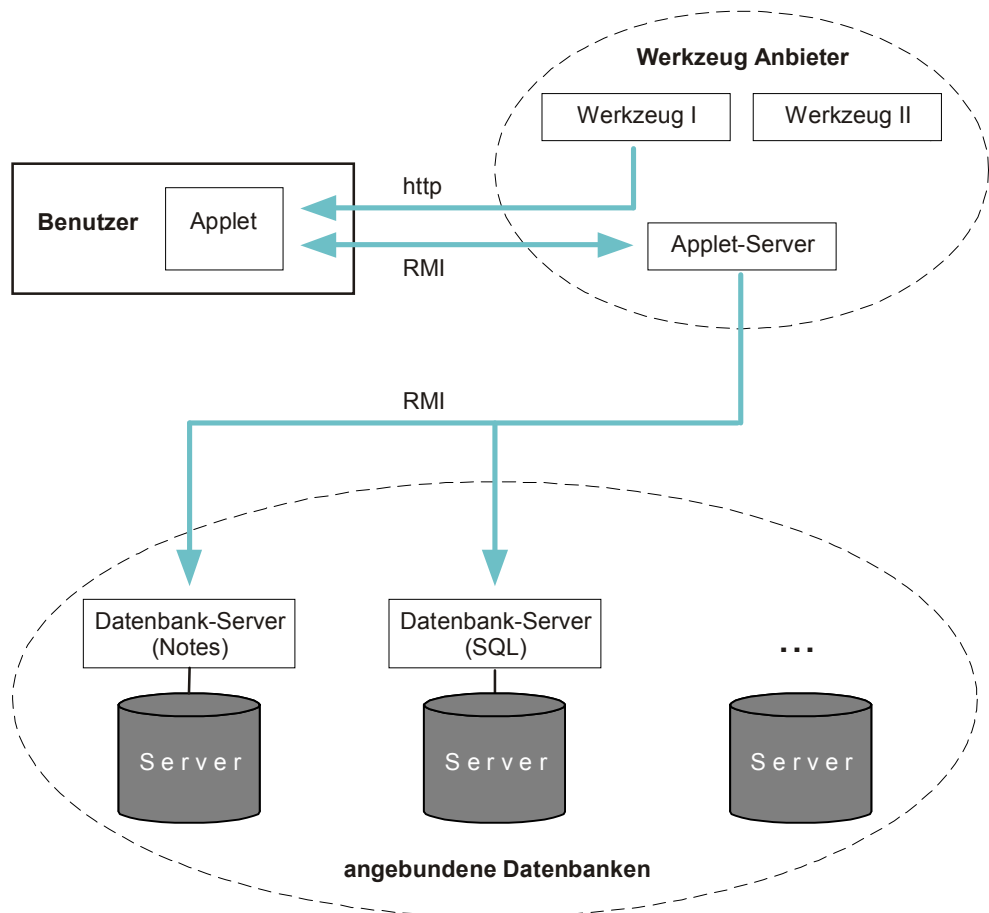 Werkzeug Anbieter
Werkzeug I
Werkzeug II
http
Benutzer
Applet
Applet-Server
RMI
RMI
Datenbank-Server
(Notes)
Datenbank-Server
(SQL)
...
Server
Server
Server
angebundene Datenbanken